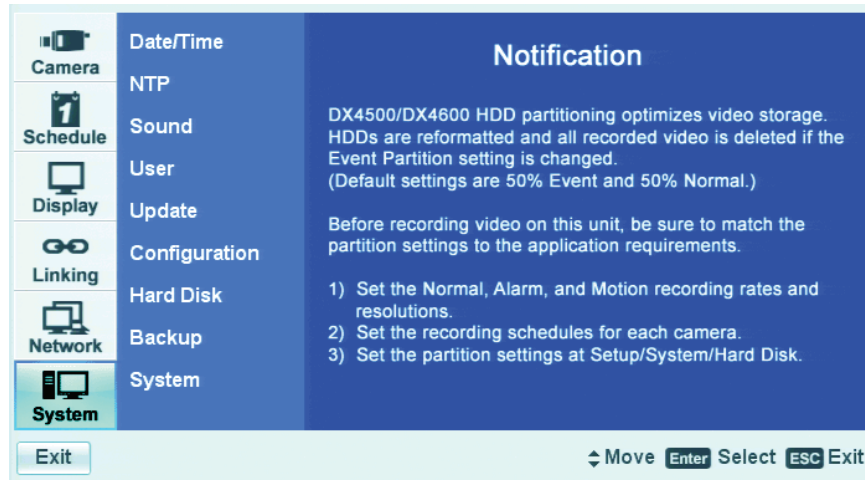 Camera
Schedule
Display
Linking
Network
System
Date/Time
NTP
Sound
User
Update
Configuration
Hard Disk
Backup
System
Notification
DX4500/DX4600 HDD partitioning optimizes video storage.
HDDs are reformatted and all recorded video is deleted if the
Event Partition setting is changed.
(Default settings are 50% Event and 50% Normal.)
Before recording video on this unit, be sure to match the
partition settings to the application requirements.
1) Set the Normal, Alarm, and Motion recording rates and
resolutions.
2) Set the recording schedules for each camera.
3) Set the partition settings at Setup/System/Hard Disk.
Exit
Move Enter Select ESC Exit